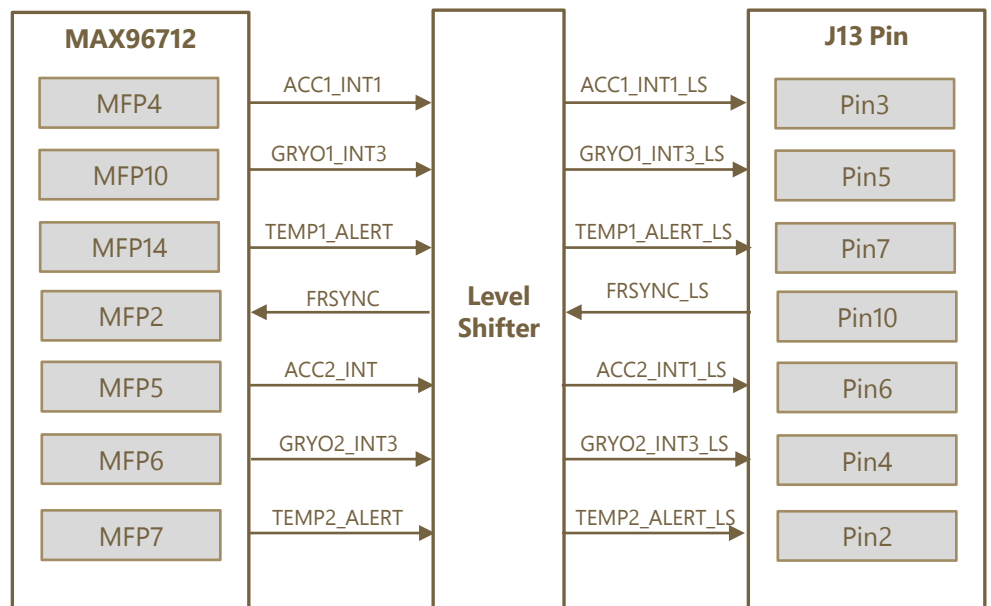 MAX96712
J13 Pin
MFP4
ACC1_INT1
ACC1_INT1_LS
Pin3
MFP10
GRYO1_INT3
GRYO1_INT3_LS
Pin5
MFP14
TEMP1_ALERT
TEMP1_ALERT_LS
Pin7
MFP2
FRSYNC
Level
Shifter
FRSYNC_LS
Pin10
MFP5
ACC2_INT
ACC2_INT1_LS
Pin6
MFP6
GRYO2_INT3
GRYO2_INT3_LS
Pin4
MFP7
TEMP2_ALERT
TEMP2_ALERT_LS
Pin2